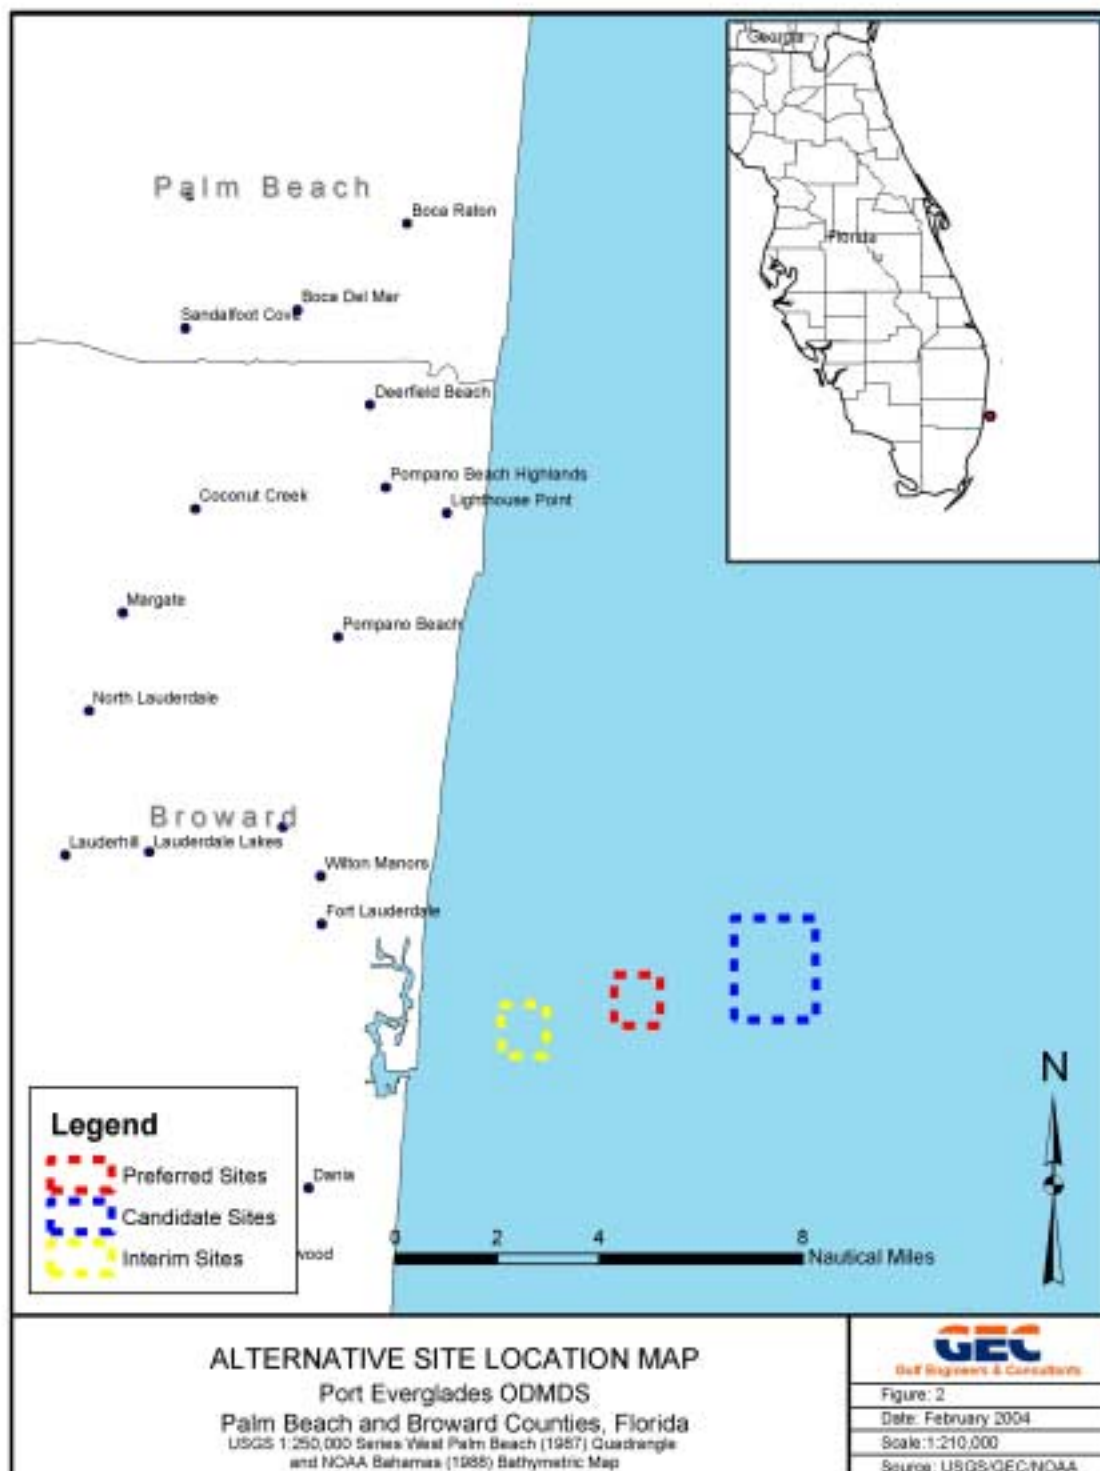 Georgia
Florida
Palm Beach
Boca Raton
Boca Del Mar
Sandalfoot Cove
Deerfield Beach
Pompano Beach Highlands
Coconut Creek
Lighthouse Point
Margate
Pompano Beach
North Lauderdale
Broward
Lauderhill
Lauderdale Lakes
Wilton Manors
Fort Lauderdale
N
Legend
Preferred Sites
Candidate Sites
Interim Sites
Dania
wood
0 2 4 8
Nautical Miles
ALTERNATIVE SITE LOCATION MAP
Port Everglades ODMDS
Palm Beach and Broward Counties, Florida
USGS 1:250,000 Series West Palm Beach (1987) Quadrangle
and NOAA Bahamas (1988) Bathymetric Map
GEC
Gulf Engineers & Consultants
Figure: 2
Date: February 2004
Scale:1:210,000
Source: USGS/GEC/NOAA